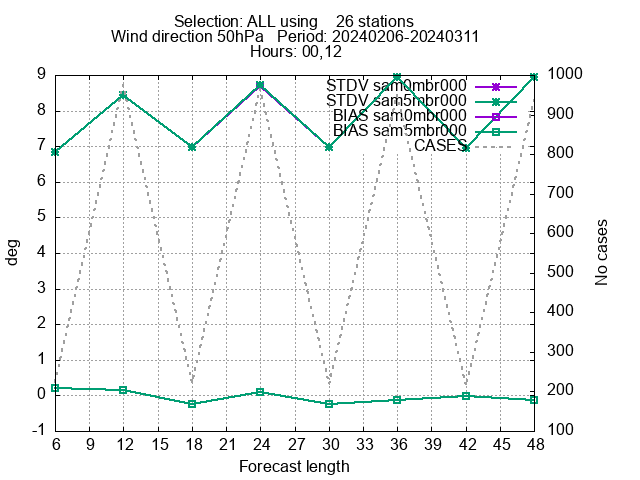 Selection: ALL using    26 stations
Wind direction 50hPa   Period: 20240206-20240311
Hours: 00,12
STDV sam0mbr000
STDV sam5mbr000
BIAS sam0mbr000
BIAS sam5mbr000
CASES
9
8
7
6
5
4
3
2
1
0
-1
deg
1000
900
800
700
600
500
400
300
200
100
No cases
6 9 12 15 18 21 24 27 30 33 36 39 42 45 48
Forecast length